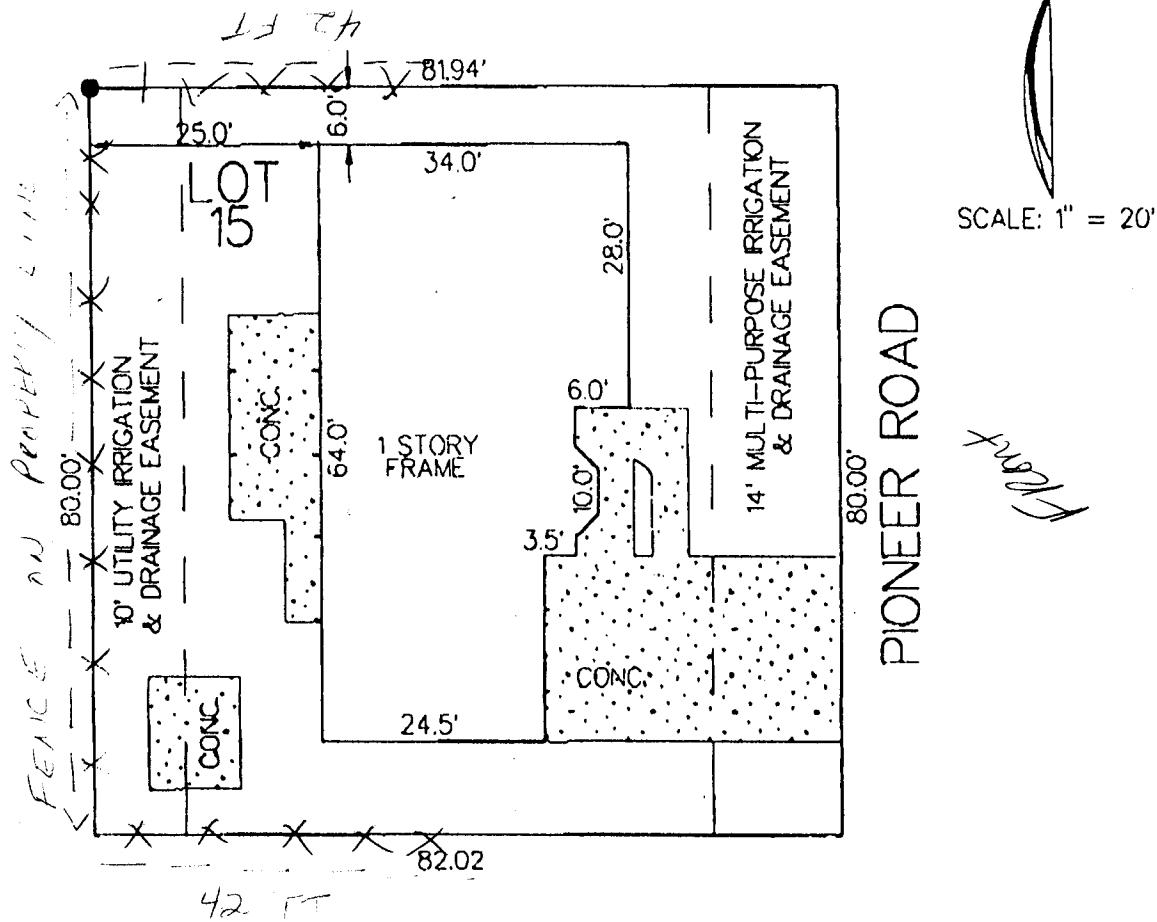 42 FT
81.94'
6.0'
25.0'
34.0'
LOT
15
28.0'
MULTI-PURPOSE IRRIGATION
& DRAINAGE EASEMENT
14'
SCALE: 1" = 20'
FENCE ON PROPERTY LINE
80.00'
10' UTILITY IRRIGATION
& DRAINAGE EASEMENT
CONC.
64.0'
1 STORY
FRAME
6.0'
10.0'
3.5'
80.00'
PIONEER ROAD
Front
CONC.
CONC.
24.5'
82.02
42 FT